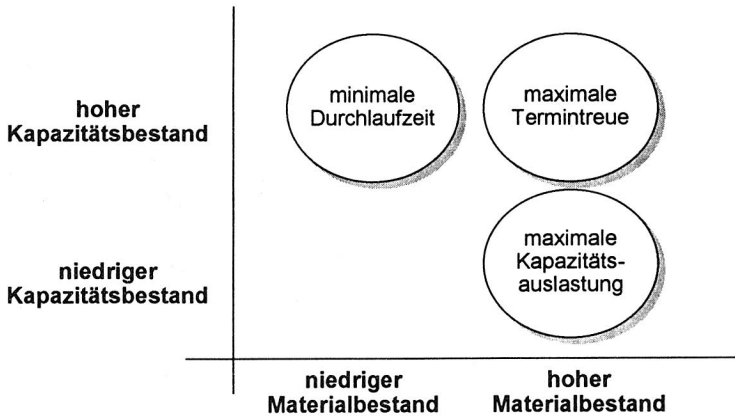 hoher
Kapazitätsbestand
minimale
Durchlaufzeit
maximale
Termintreue
niedriger
Kapazitätsbestand
maximale
Kapazitäts-
auslastung
niedriger
Materialbestand
hoher
Materialbestand